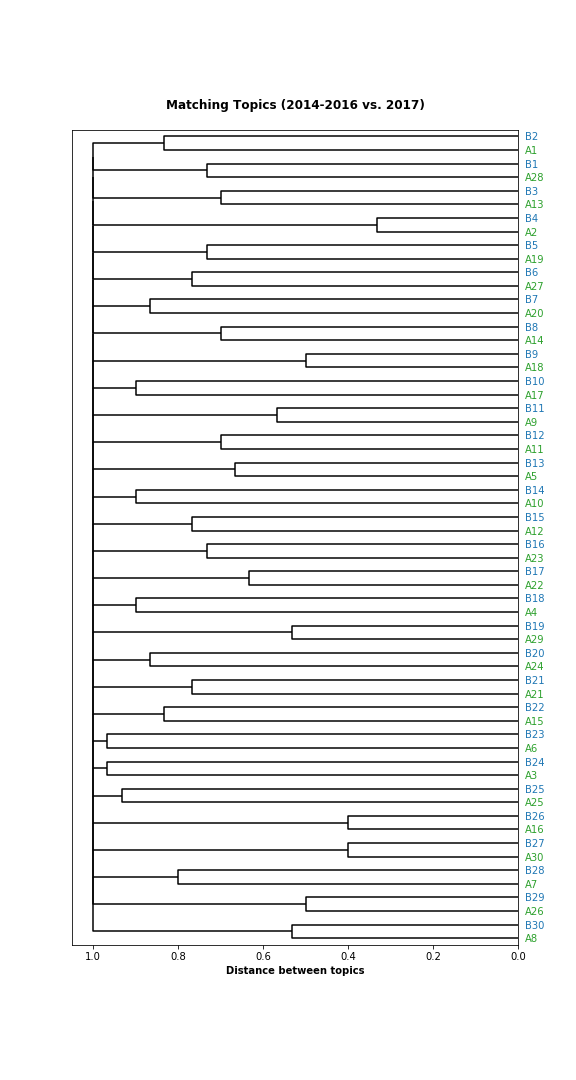 Matching Topics (2014-2016 vs. 2017)
B2
A1
B1
A28
B3
A13
B4
A2
B5
A19
B6
A27
B7
A20
B8
A14
B9
A18
B10
A17
B11
A9
B12
A11
B13
A5
B14
A10
B15
A12
B16
A23
B17
A22
B18
A4
B19
A29
B20
A24
B21
A21
B22
A15
B23
A6
B24
A3
B25
A25
B26
A16
B27
A30
B28
A7
B29
A26
B30
A8
1.0 0.8 0.6 0.4 0.2 0.0
Distance between topics